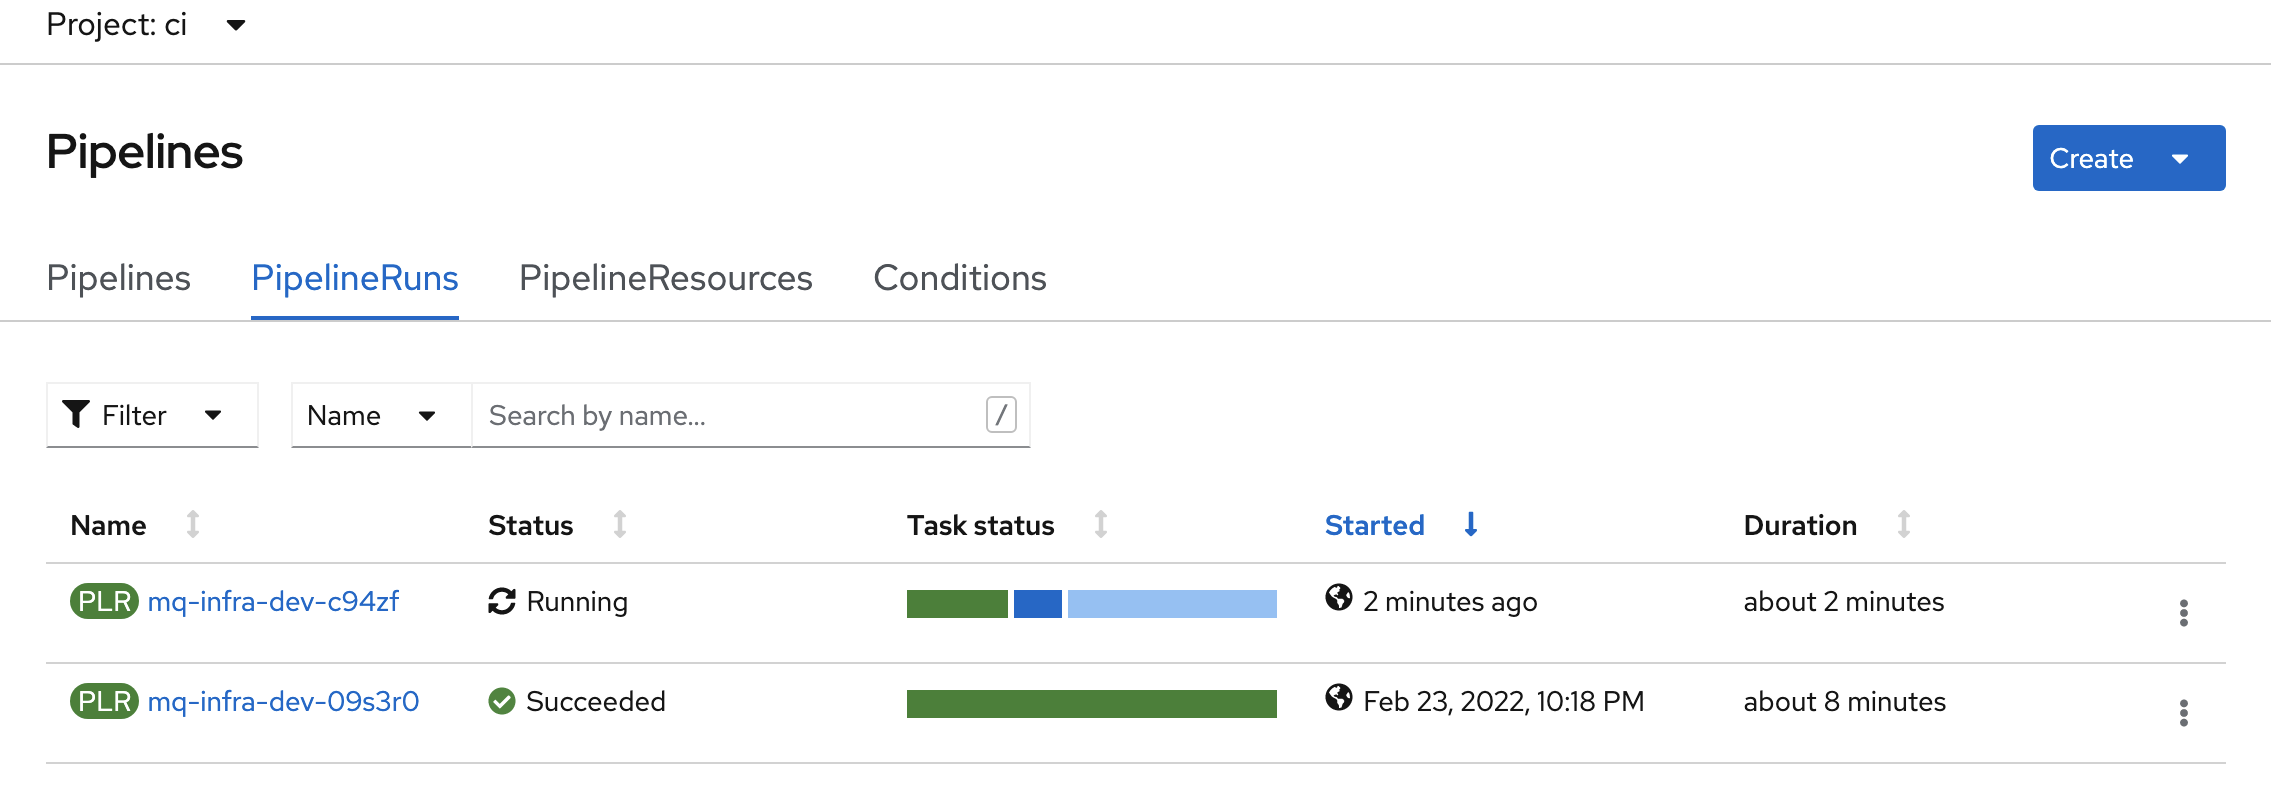 Project: ci
Pipelines
Create
Pipelines PipelineRuns PipelineResources Conditions
Filter Name Search by name... /
Name Status Task status Started Duration
PLR mq-infra-dev-c94zf Running 2 minutes ago about 2 minutes
PLR mq-infra-dev-09s3r0 Succeeded Feb 23, 2022, 10:18 PM about 8 minutes